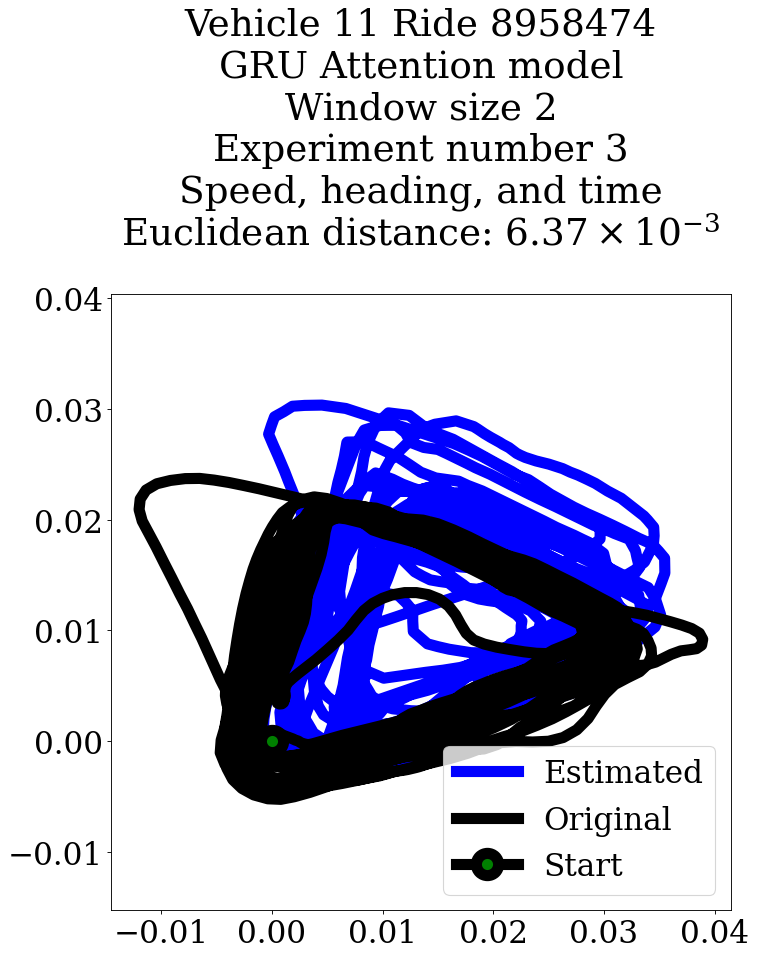 Vehicle 11 Ride 8958474
GRU Attention model
Window size 2
Experiment number 3
Speed, heading, and time
Euclidean distance: 6.37 × 10⁻³
0.04
0.03
0.02
0.01
0.00
−0.01
Estimated
Original
Start
−0.01 0.00 0.01 0.02 0.03 0.04